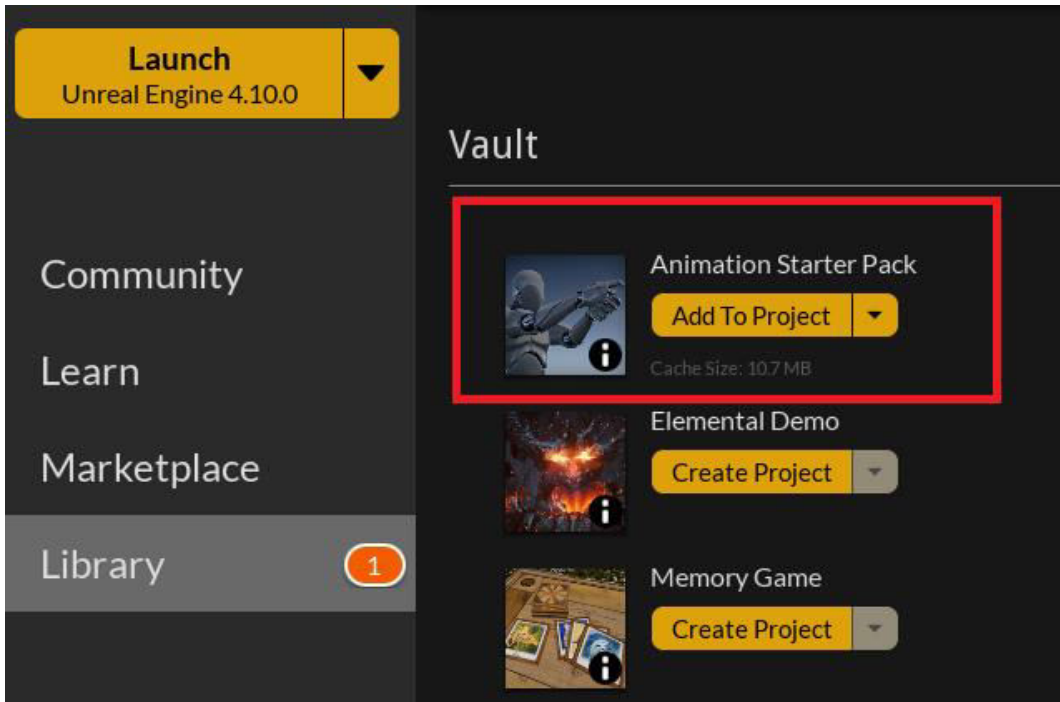 Launch
Unreal Engine 4.10.0
Community
Learn
Marketplace
Library
1
Vault
Animation Starter Pack
Add To Project
Cache Size: 10.7 MB
Elemental Demo
Create Project
Memory Game
Create Project